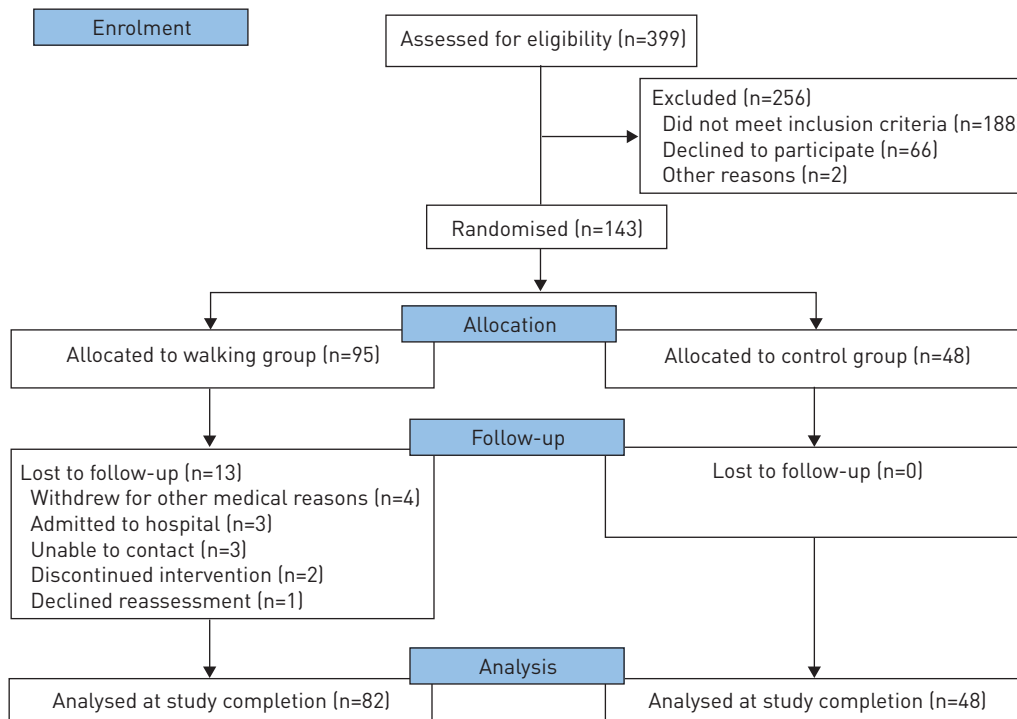 Enrolment
Assessed for eligibility (n=399)
Excluded (n=256)
Did not meet inclusion criteria (n=188)
Declined to participate (n=66)
Other reasons (n=2)
Randomised (n=143)
Allocation
Allocated to walking group (n=95)
Allocated to control group (n=48)
Follow-up
Lost to follow-up (n=13)
Withdrew for other medical reasons (n=4)
Admitted to hospital (n=3)
Unable to contact (n=3)
Discontinued intervention (n=2)
Declined reassessment (n=1)
Lost to follow-up (n=0)
Analysis
Analysed at study completion (n=82)
Analysed at study completion (n=48)